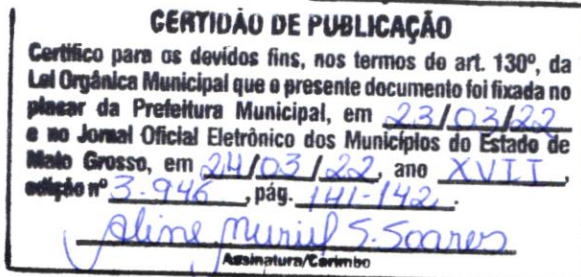 CERTIDÃO DE PUBLICAÇÃO
Certifico para os devidos fins, nos termos do art. 130º, da
Lei Orgânica Municipal que o presente documento foi fixada no
placar da Prefeitura Municipal, em 23/03/22
e no Jornal Oficial Eletrônico dos Municípios do Estado de
Mato Grosso, em 24/03/22, ano XVII,
edição nº 3.946, pág. 141-142.
Aline Muriel S. Soares
Assinatura/Carimbo